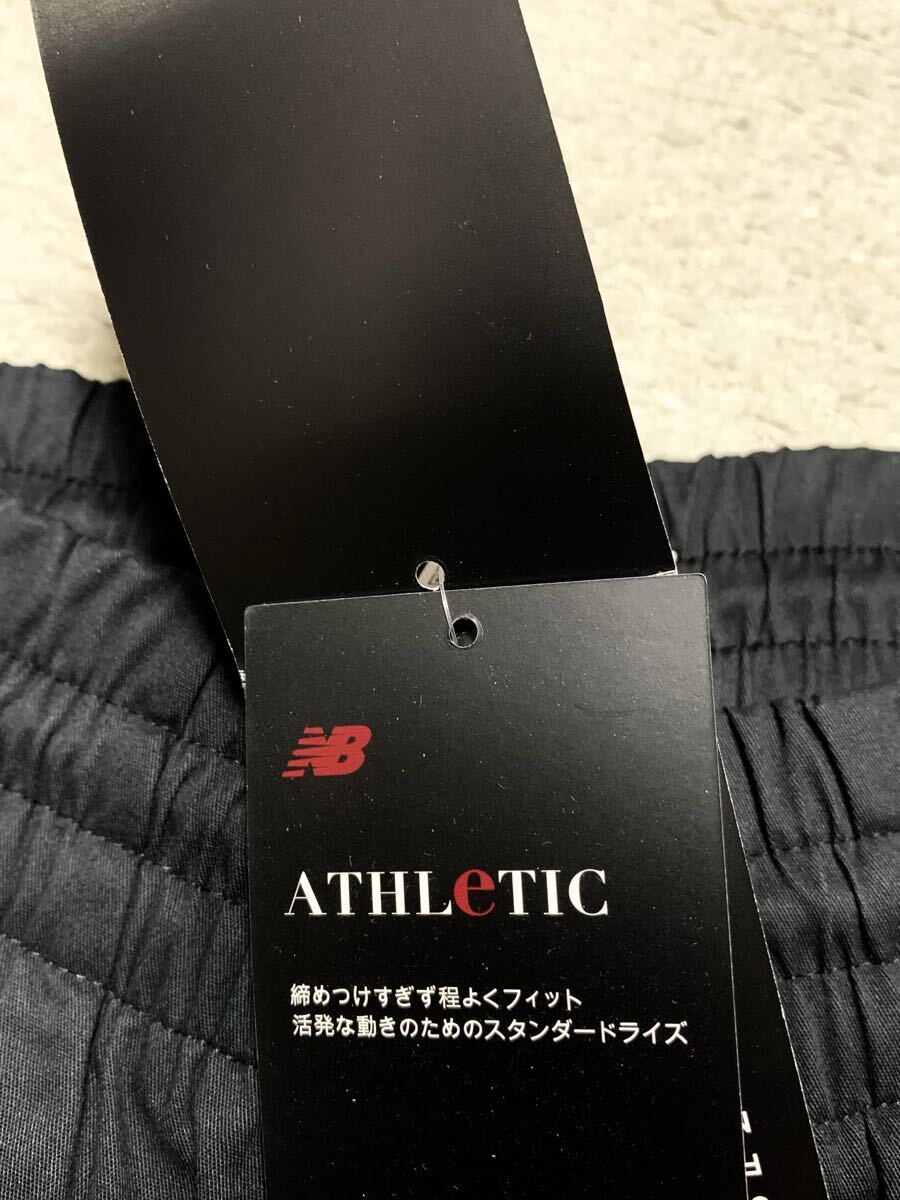 NB
ATHLeTIC
締めつけすぎず程よくフィット
活発な動きのためのスタンダードライズ